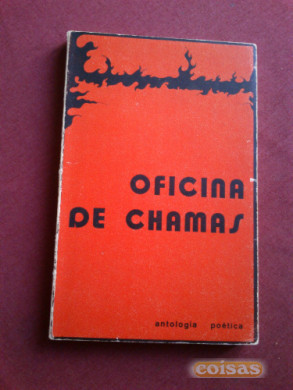 OFICINA
DE CHAMAS
antologia poética
coisas